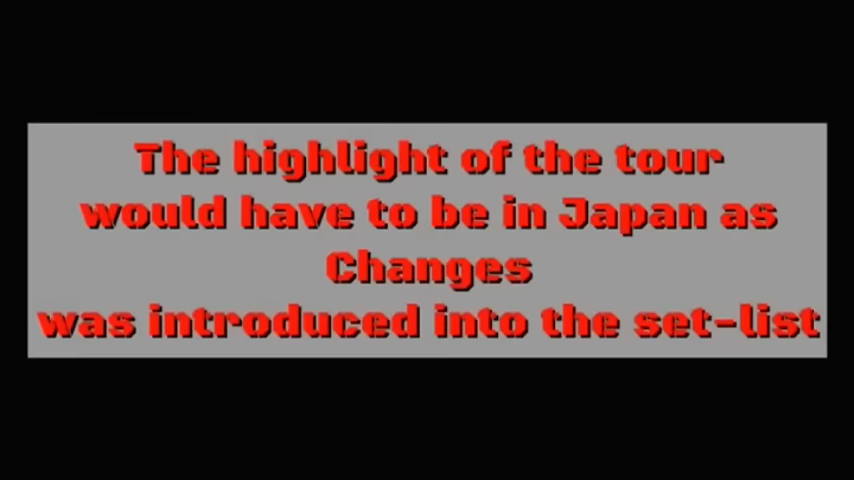 The highlight of the tour
would have to be in Japan as
Changes
was introduced into the set-list